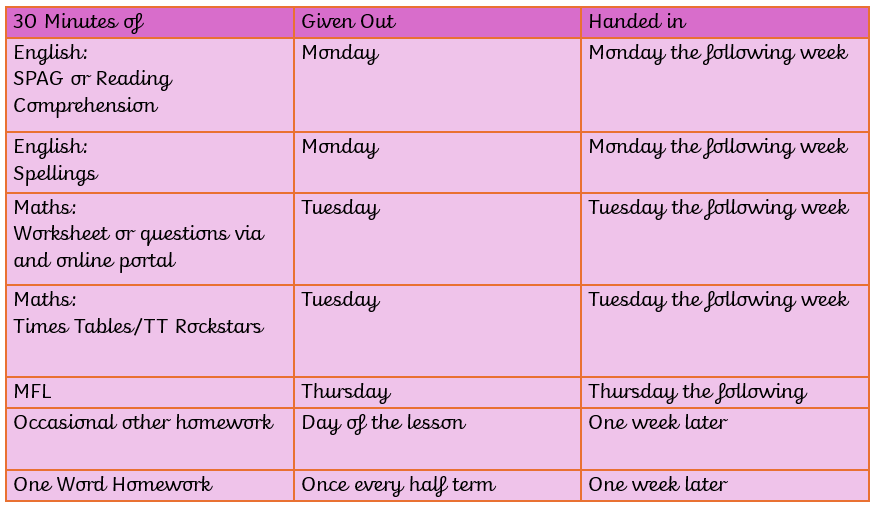 30 Minutes of Given Out Handed in
English: Monday Monday the following week
SPAG or Reading
Comprehension
English: Monday Monday the following week
Spellings
Maths: Tuesday Tuesday the following week
Worksheet or questions via
and online portal
Maths: Tuesday Tuesday the following week
Times Tables/TT Rockstars
MFL Thursday Thursday the following
Occasional other homework Day of the lesson One week later
One Word Homework Once every half term One week later